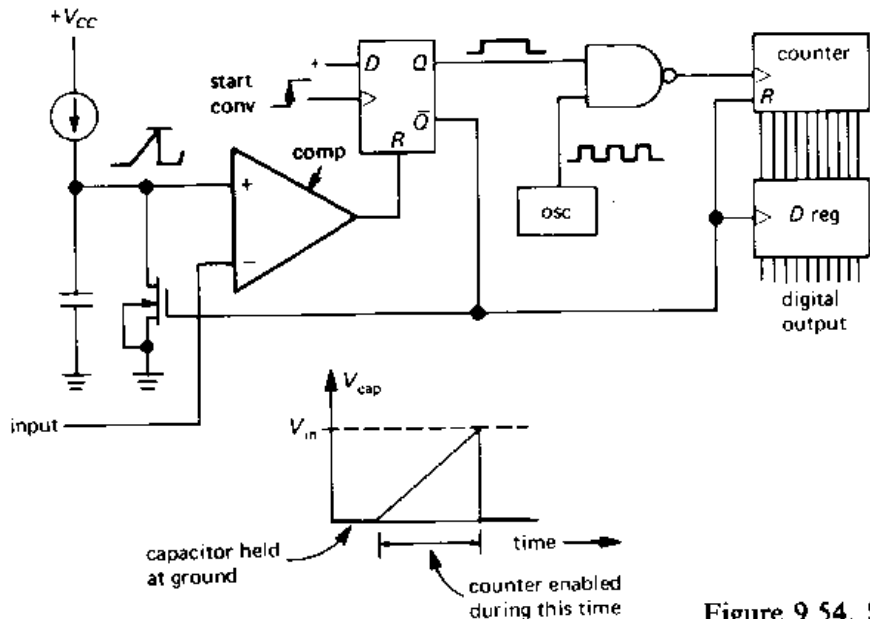 +V_CC
start
conv
+
D
Q
Q̄
R
comp
+
−
osc
counter
R
D reg
digital
output
input
V_cap
V_in
time
capacitor held
at ground
counter enabled
during this time
Figure 9.54.